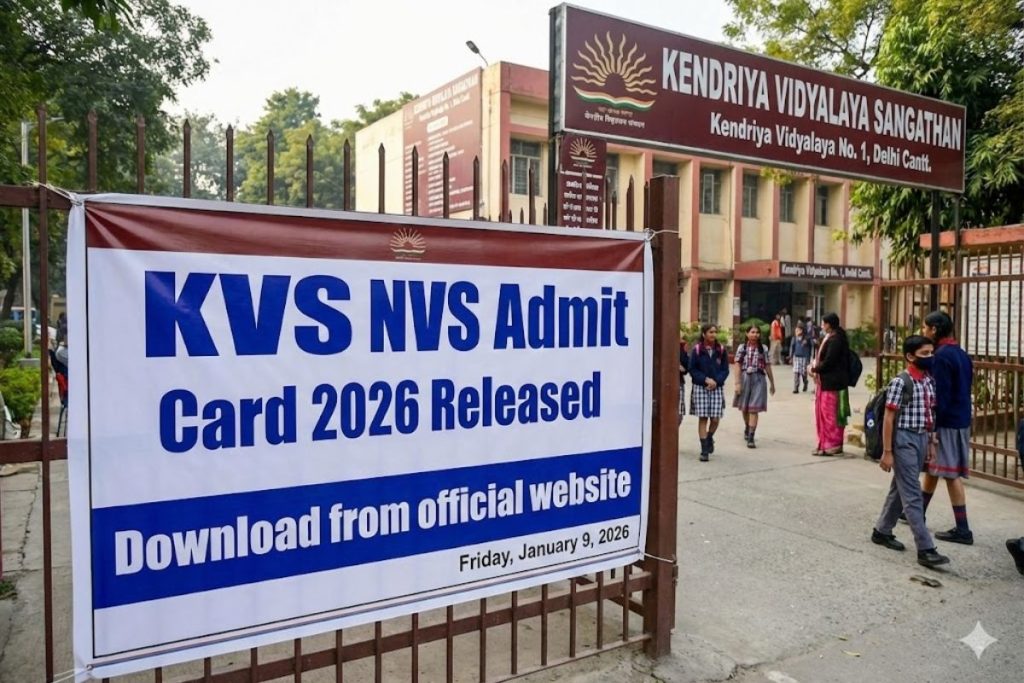 KENDRIYA VIDYALAYA SANGATHAN
Kendriya Vidyalaya No. 1, Delhi Cantt.
Kendriya Vidyalaya No. 1, Delhi Cantt.
KVS NVS Admit
Card 2026 Released
Download from official website
Friday, January 9, 2026